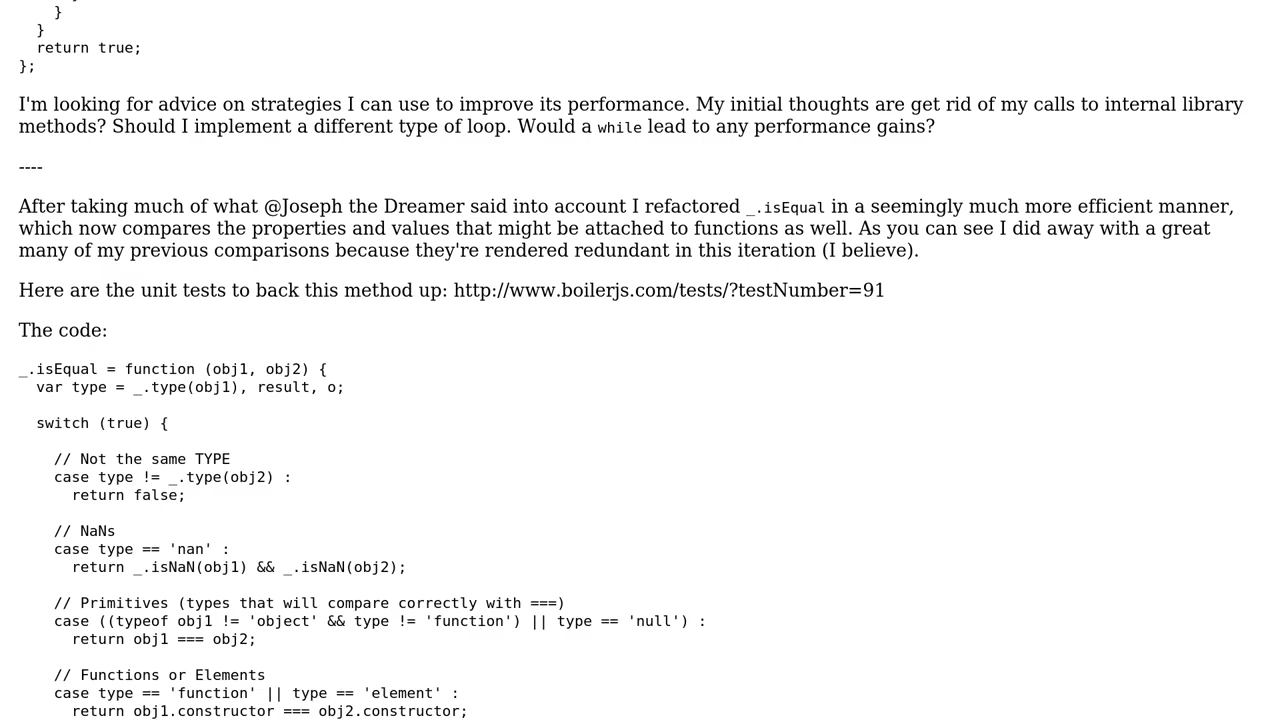 }
  }
  return true;
};
I'm looking for advice on strategies I can use to improve its performance. My initial thoughts are get rid of my calls to internal library
methods? Should I implement a different type of loop. Would a while lead to any performance gains?
----
After taking much of what @Joseph the Dreamer said into account I refactored _.isEqual in a seemingly much more efficient manner,
which now compares the properties and values that might be attached to functions as well. As you can see I did away with a great
many of my previous comparisons because they're rendered redundant in this iteration (I believe).
Here are the unit tests to back this method up: http://www.boilerjs.com/tests/?testNumber=91
The code:
_.isEqual = function (obj1, obj2) {
  var type = _.type(obj1), result, o;
  switch (true) {
    // Not the same TYPE
    case type != _.type(obj2) :
      return false;
    // NaNs
    case type == 'nan' :
      return _.isNaN(obj1) && _.isNaN(obj2);
    // Primitives (types that will compare correctly with ===)
    case ((typeof obj1 != 'object' && type != 'function') || type == 'null') :
      return obj1 === obj2;
    // Functions or Elements
    case type == 'function' || type == 'element' :
      return obj1.constructor === obj2.constructor;